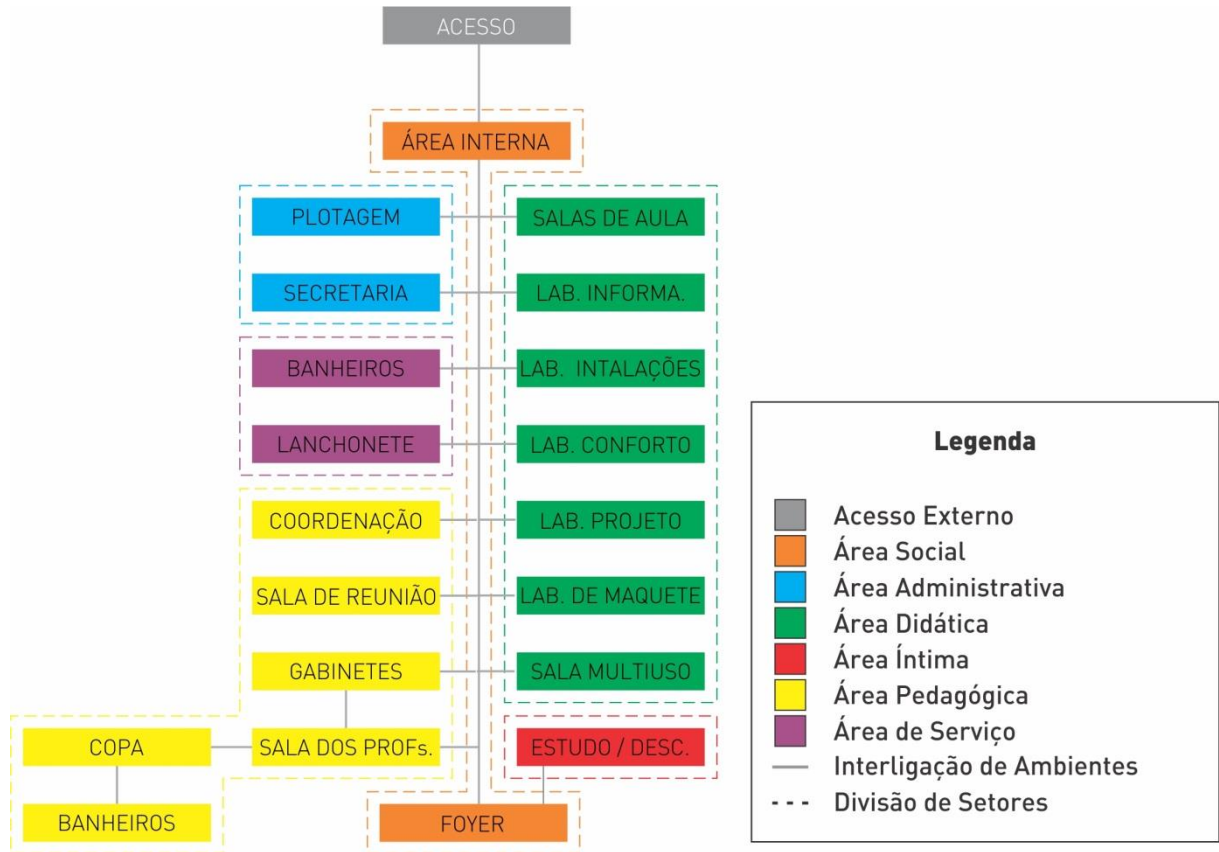 ACESSO
ÁREA INTERNA
PLOTAGEM
SALAS DE AULA
SECRETARIA
LAB. INFORMA.
BANHEIROS
LAB. INTALAÇÕES
LANCHONETE
LAB. CONFORTO
COORDENAÇÃO
LAB. PROJETO
SALA DE REUNIÃO
LAB. DE MAQUETE
GABINETES
SALA MULTIUSO
COPA
SALA DOS PROFs.
ESTUDO / DESC.
BANHEIROS
FOYER
Legenda
Acesso Externo
Área Social
Área Administrativa
Área Didática
Área Íntima
Área Pedagógica
Área de Serviço
Interligação de Ambientes
Divisão de Setores